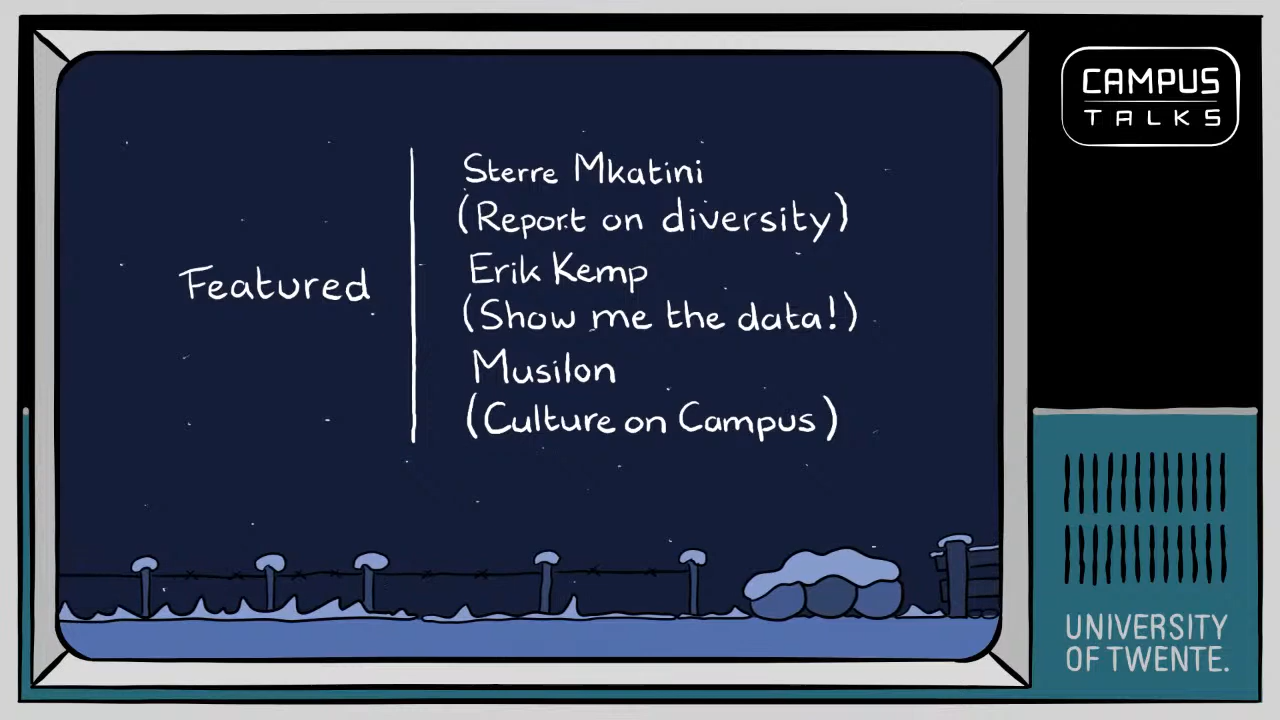 Featured
Sterre Mkatini
(Report on diversity)
Erik Kemp
(Show me the data!)
Musilon
(Culture on Campus)
CAMPUS
TALKS
UNIVERSITY
OF TWENTE.